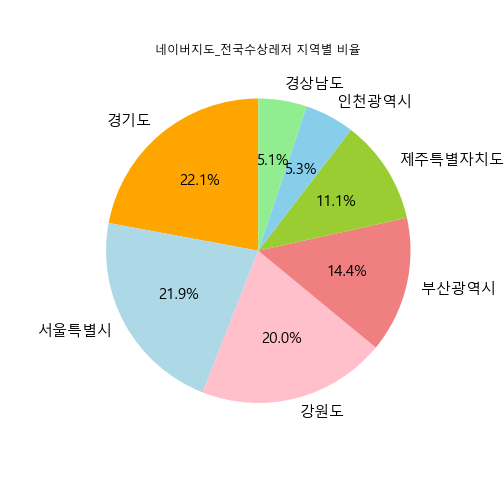 네이버지도_전국수상레저 지역별 비율
경상남도
인천광역시
경기도
제주특별자치도
5.1%
5.3%
22.1%
11.1%
14.4%
부산광역시
21.9%
서울특별시
20.0%
강원도